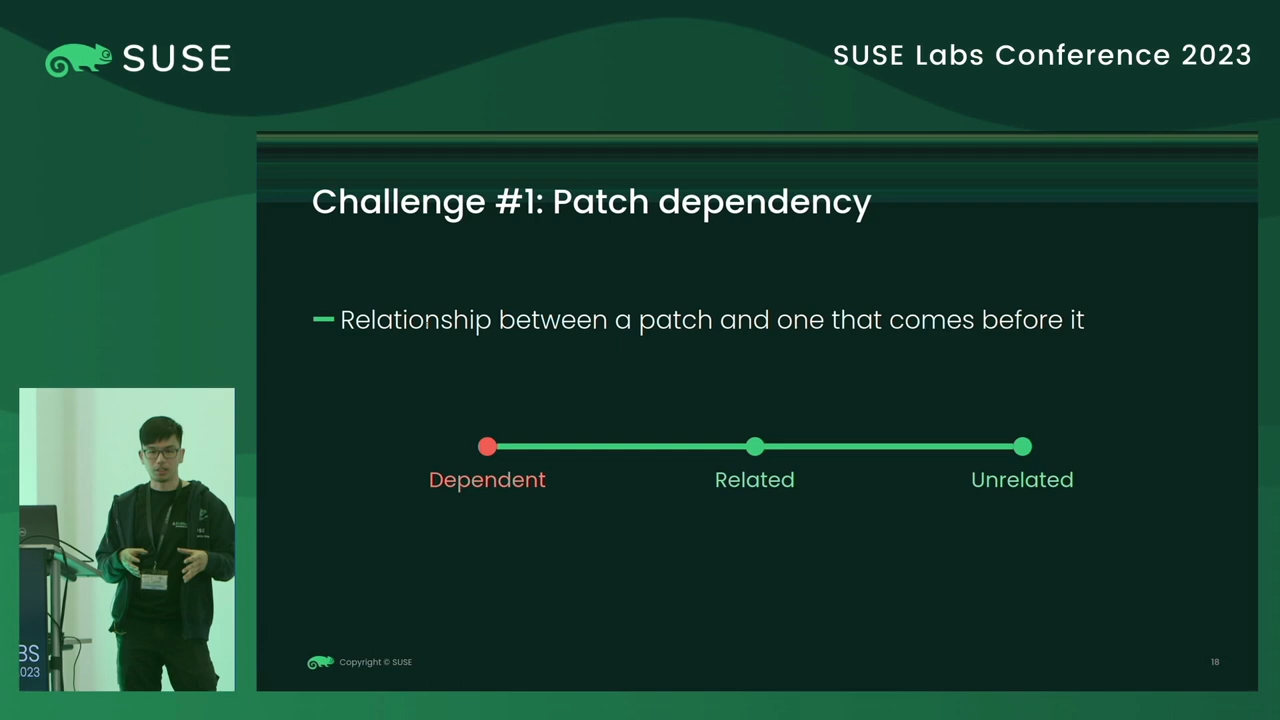 SUSE
SUSE Labs Conference 2023
Challenge #1: Patch dependency
Relationship between a patch and one that comes before it
Dependent
Related
Unrelated
BS
023
Copyright © SUSE
18